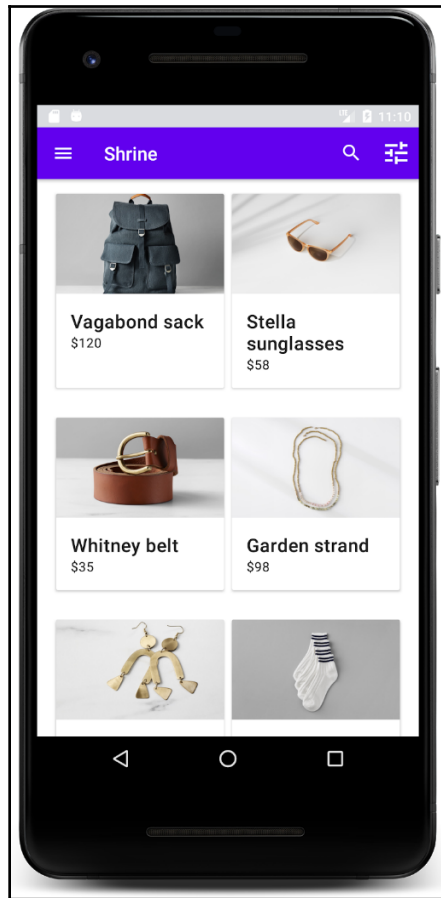 11:10
Shrine
Vagabond sack
$120
Stella
sunglasses
$58
Whitney belt
$35
Garden strand
$98